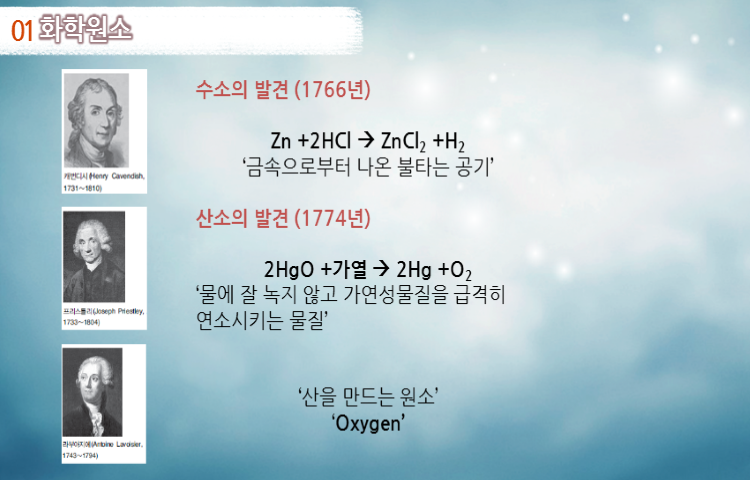 01 화학원소
수소의 발견 (1766년)
Zn +2HCl → ZnCl₂ +H₂
‘금속으로부터 나온 불타는 공기’
캐번디시 (Henry Cavendish,
1731~1810)
산소의 발견 (1774년)
2HgO +가열 → 2Hg +O₂
‘물에 잘 녹지 않고 가연성물질을 급격히
연소시키는 물질’
프리스틀리(Joseph Priestley,
1733~1804)
‘산을 만드는 원소’
‘Oxygen’
라부아지에(Antoine Lavoisier,
1743~1794)